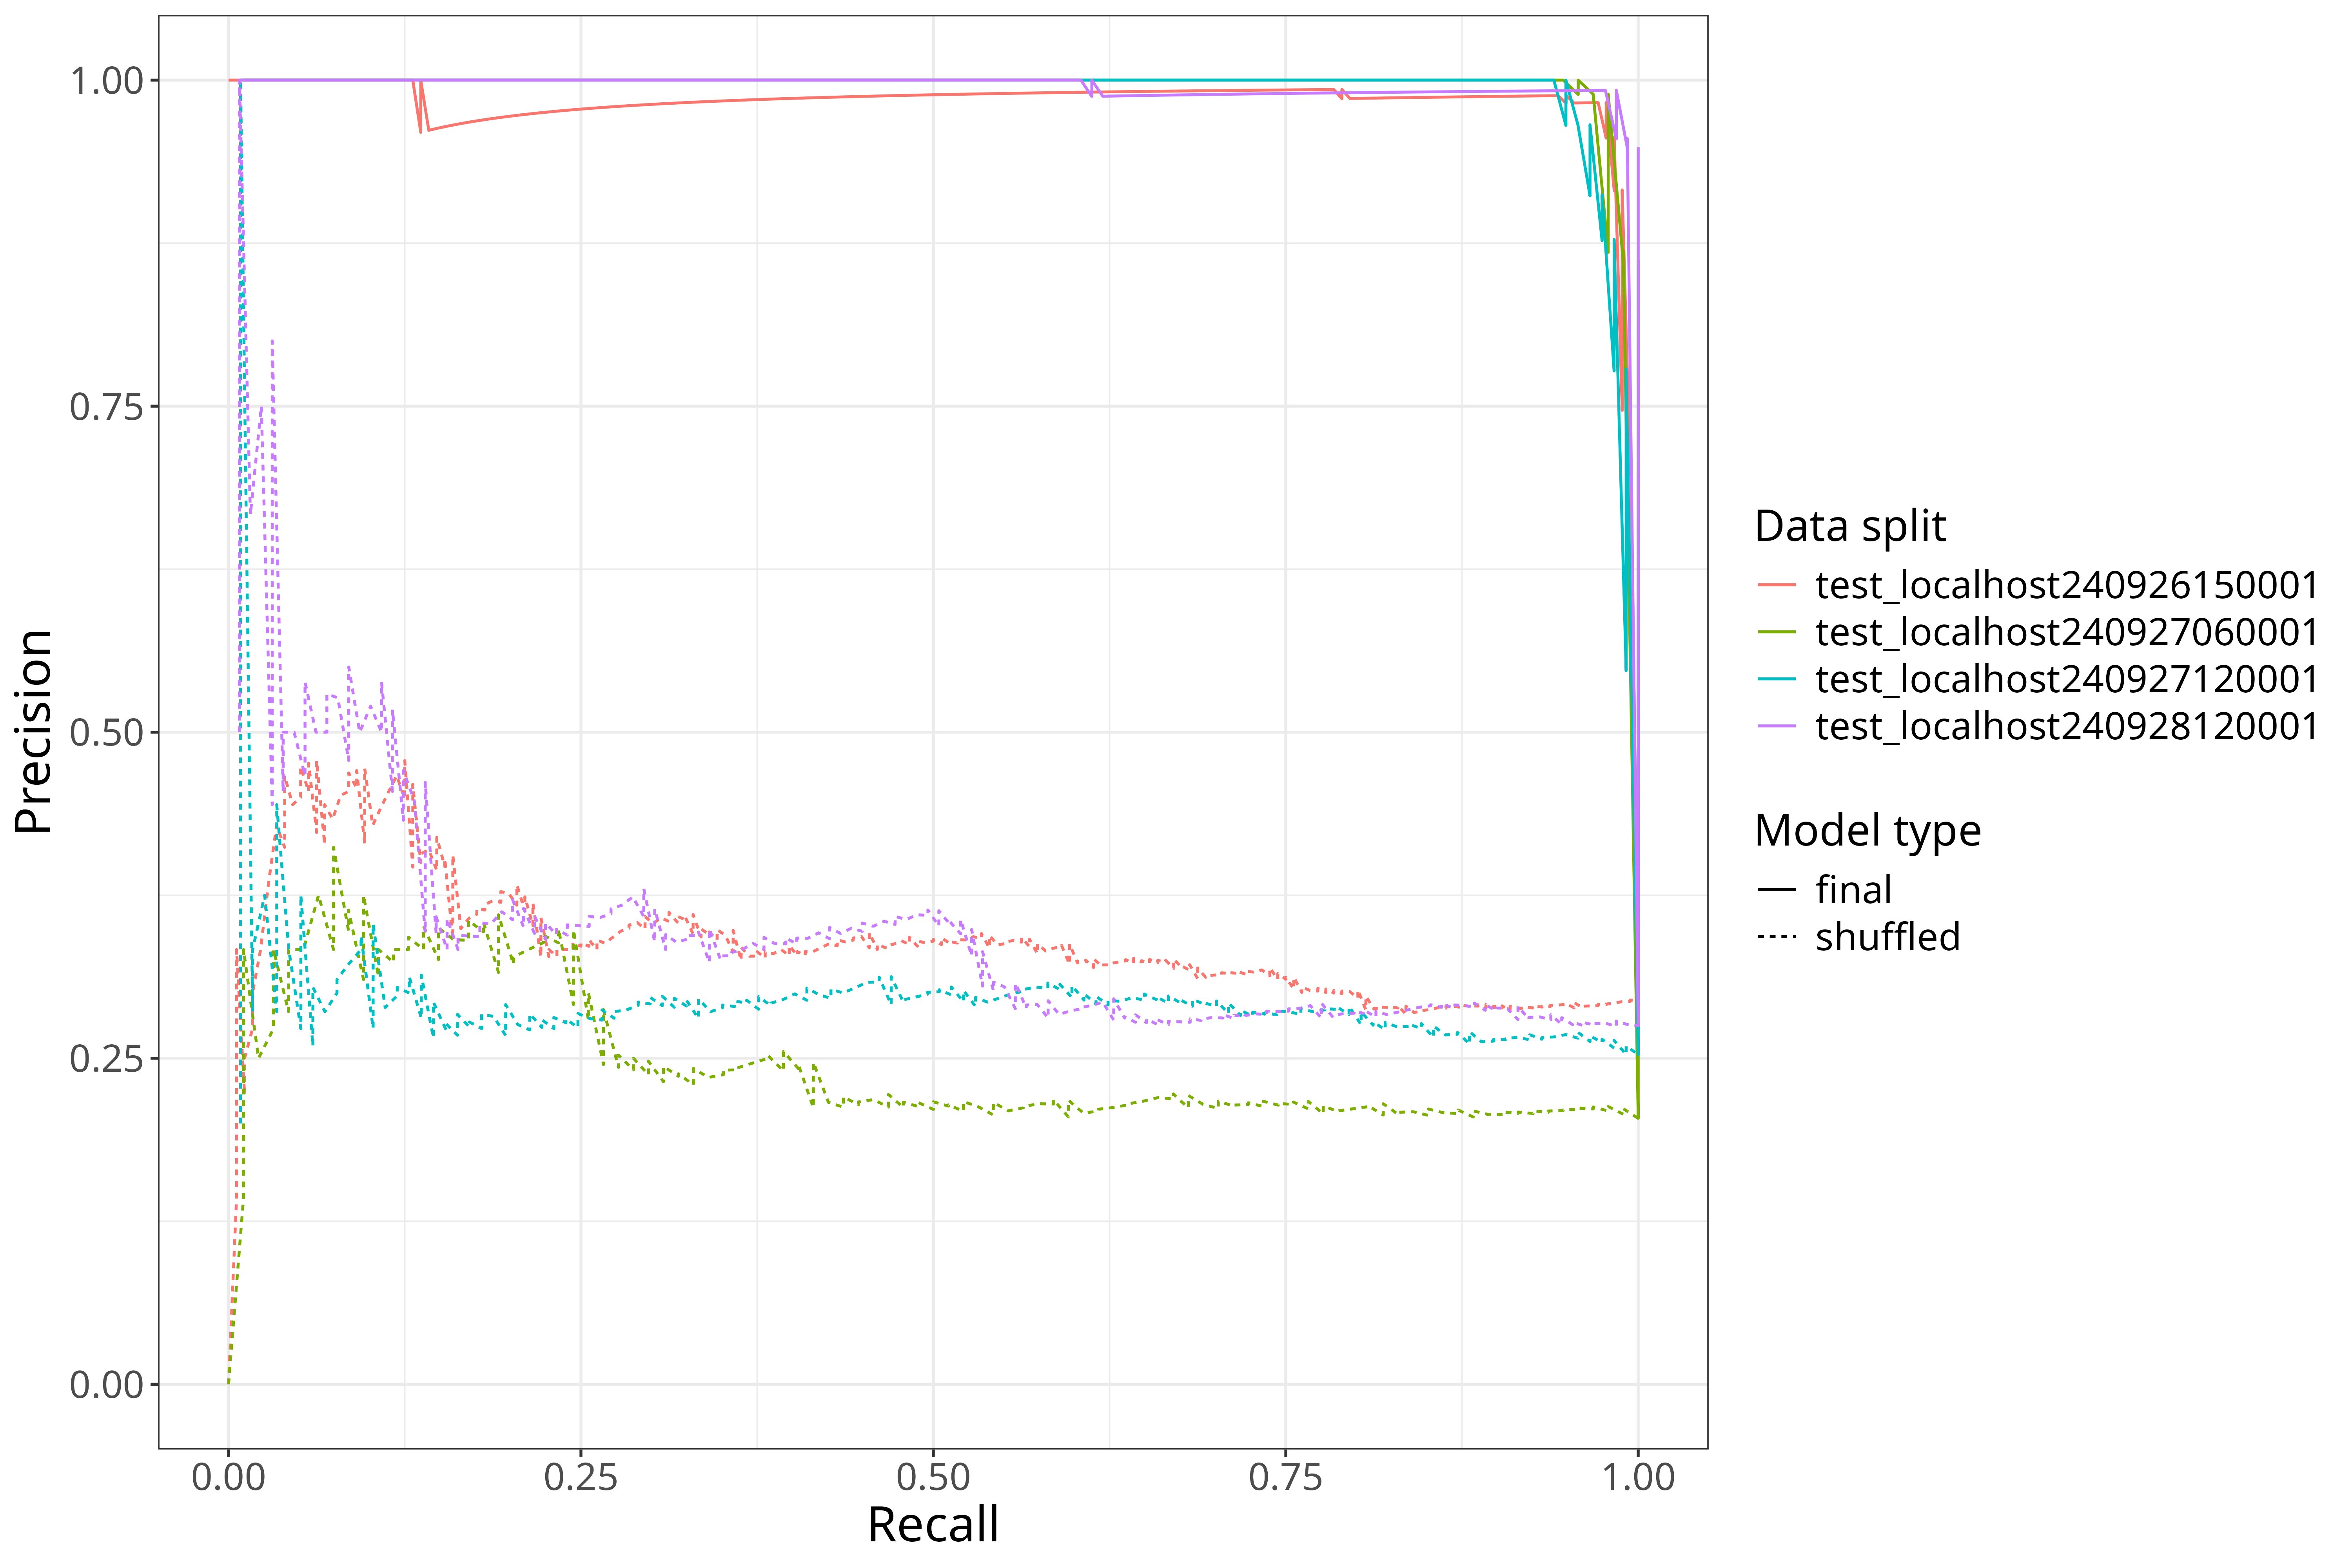 1.00
0.75
0.50
0.25
0.00
Precision
0.00 0.25 0.50 0.75 1.00
Recall
Data split
test_localhost240926150001
test_localhost240927060001
test_localhost240927120001
test_localhost240928120001
Model type
final
shuffled